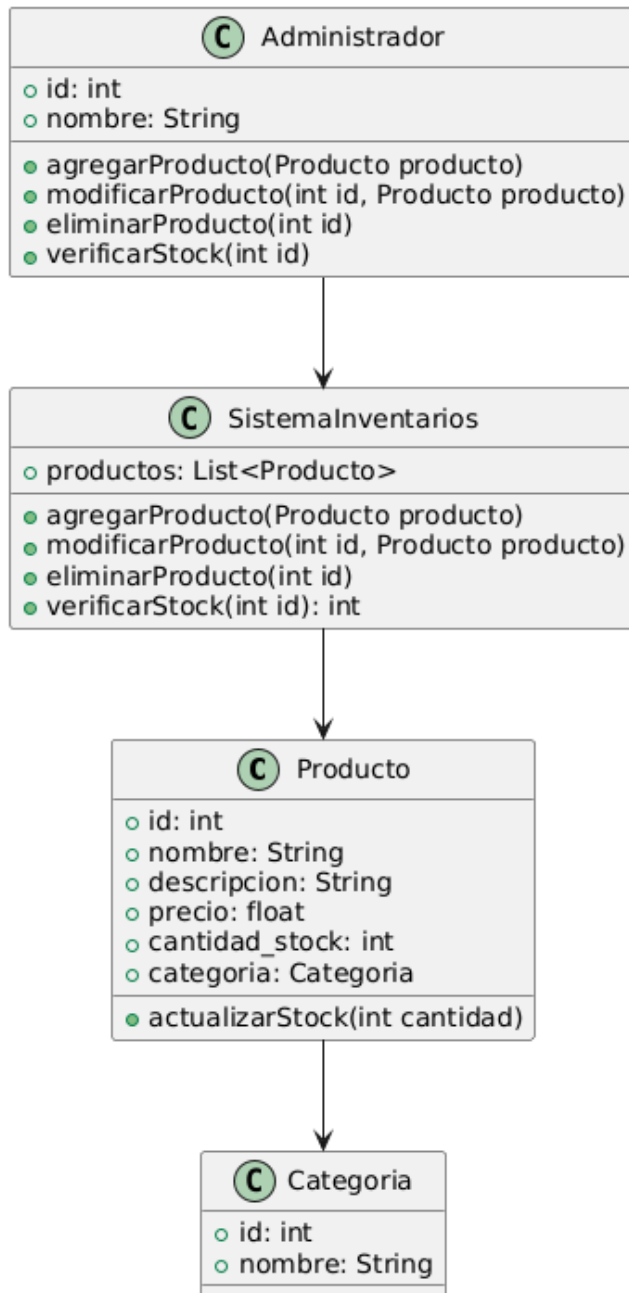 C Administrador
id: int
nombre: String
agregarProducto(Producto producto)
modificarProducto(int id, Producto producto)
eliminarProducto(int id)
verificarStock(int id)
C SistemaInventarios
productos: List<Producto>
agregarProducto(Producto producto)
modificarProducto(int id, Producto producto)
eliminarProducto(int id)
verificarStock(int id): int
C Producto
id: int
nombre: String
descripcion: String
precio: float
cantidad_stock: int
categoria: Categoria
actualizarStock(int cantidad)
C Categoria
id: int
nombre: String